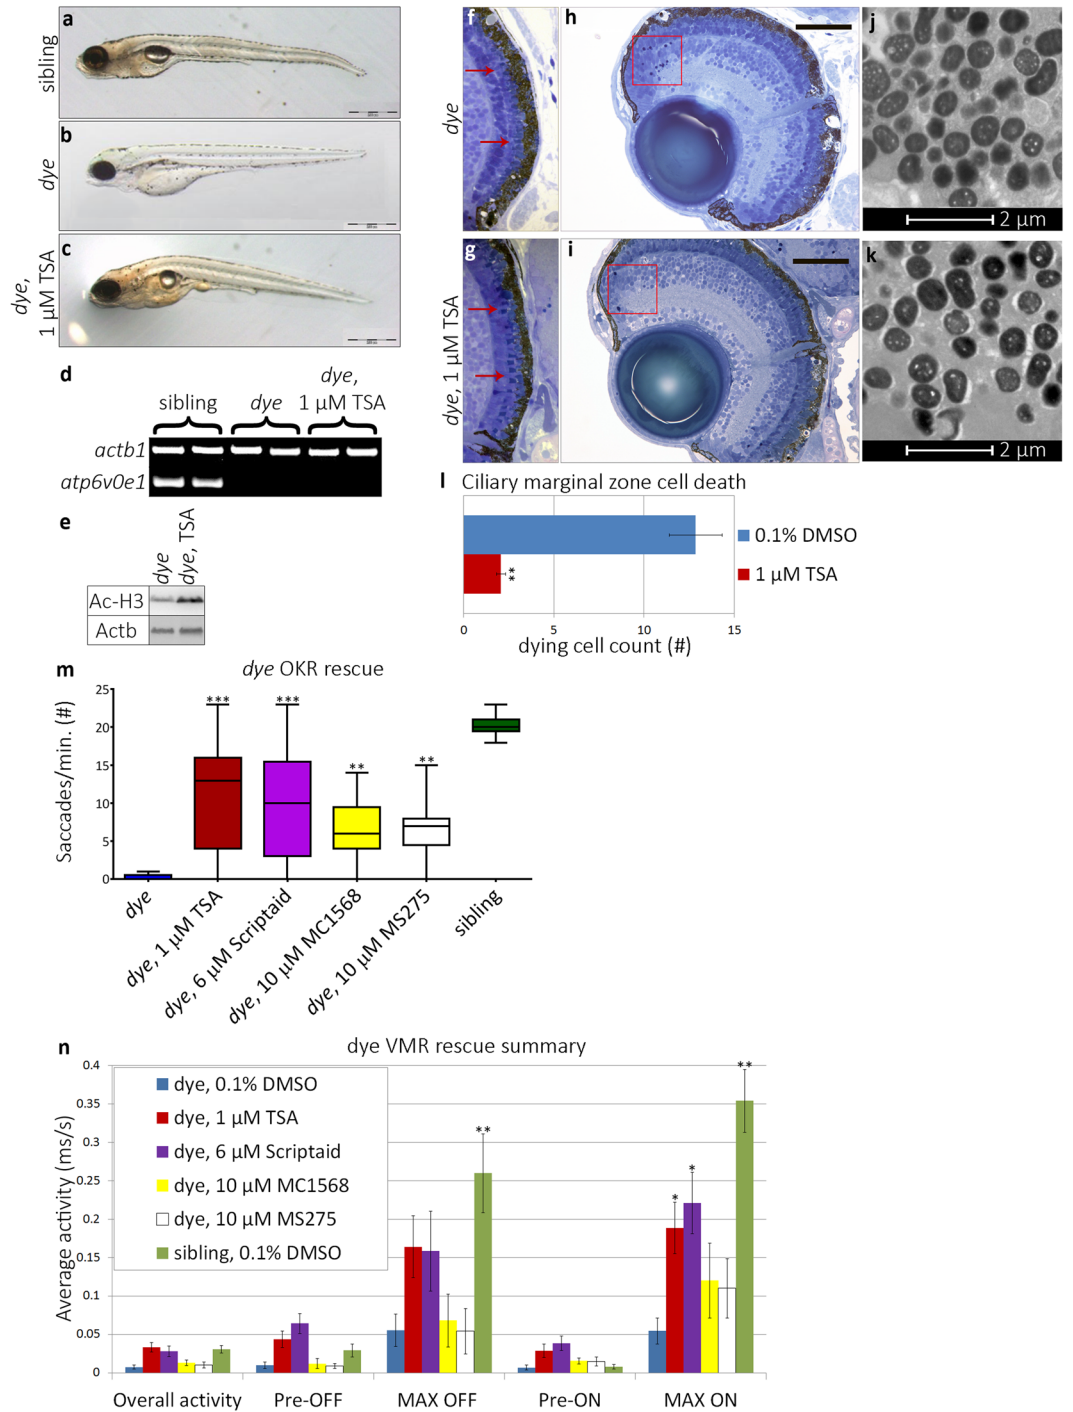 a
sibling
b
dye
c
dye,
1 µM TSA
d
sibling
dye
dye,
1 µM TSA
actb1
atp6v0e1
e
dye
dye, TSA
Ac-H3
Actb
f
dye
g
dye, 1 µM TSA
h
i
j
2 µm
k
2 µm
l
Ciliary marginal zone cell death
**
0.1% DMSO
1 µM TSA
0 5 10 15
dying cell count (#)
m
dye OKR rescue
Saccades/min. (#)
25
20
15
10
5
0
*** *** ** **
dye
dye, 1 µM TSA
dye, 6 µM Scriptaid
dye, 10 µM MC1568
dye, 10 µM MS275
sibling
n
dye VMR rescue summary
Average activity (ms/s)
0.4
0.35
0.3
0.25
0.2
0.15
0.1
0.05
0
dye, 0.1% DMSO
dye, 1 µM TSA
dye, 6 µM Scriptaid
dye, 10 µM MC1568
dye, 10 µM MS275
sibling, 0.1% DMSO
**
*
*
**
Overall activity Pre-OFF MAX OFF Pre-ON MAX ON